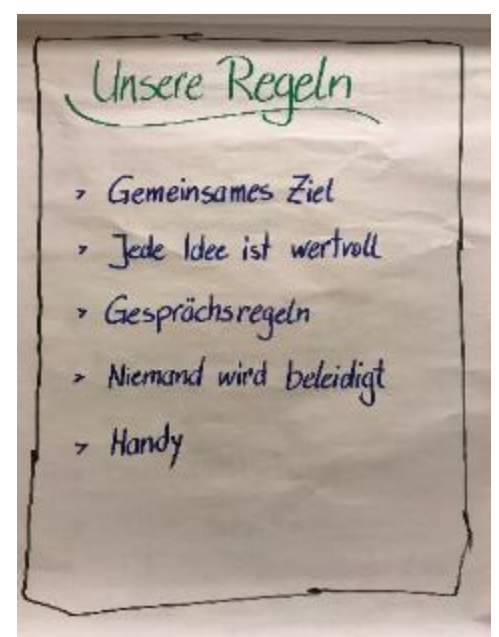 Unsere Regeln
> Gemeinsames Ziel
> Jede Idee ist wertvoll
> Gesprächsregeln
> Niemand wird beleidigt
> Handy